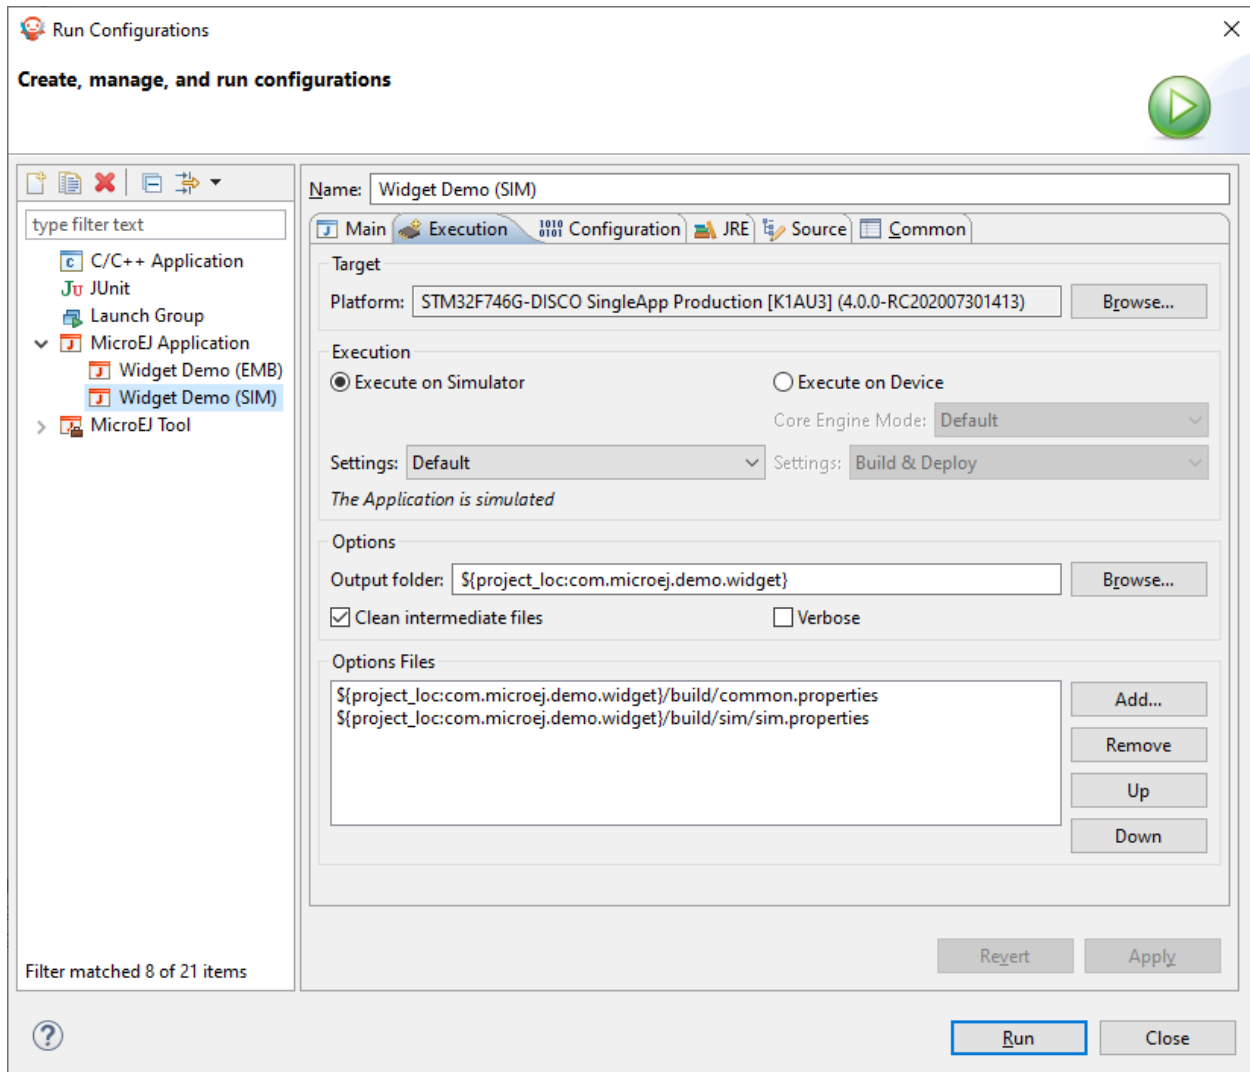 Run Configurations
Create, manage, and run configurations
type filter text
C/C++ Application
JUnit
Launch Group
MicroEJ Application
Widget Demo (EMB)
Widget Demo (SIM)
MicroEJ Tool
Filter matched 8 of 21 items
Name: Widget Demo (SIM)
Main Execution Configuration JRE Source Common
Target
Platform: STM32F746G-DISCO SingleApp Production [K1AU3] (4.0.0-RC202007301413) Browse...
Execution
Execute on Simulator Execute on Device
Core Engine Mode: Default
Settings: Default Settings: Build & Deploy
The Application is simulated
Options
Output folder: ${project_loc:com.microej.demo.widget} Browse...
Clean intermediate files Verbose
Options Files
${project_loc:com.microej.demo.widget}/build/common.properties
${project_loc:com.microej.demo.widget}/build/sim/sim.properties
Add...
Remove
Up
Down
Revert Apply
Run Close